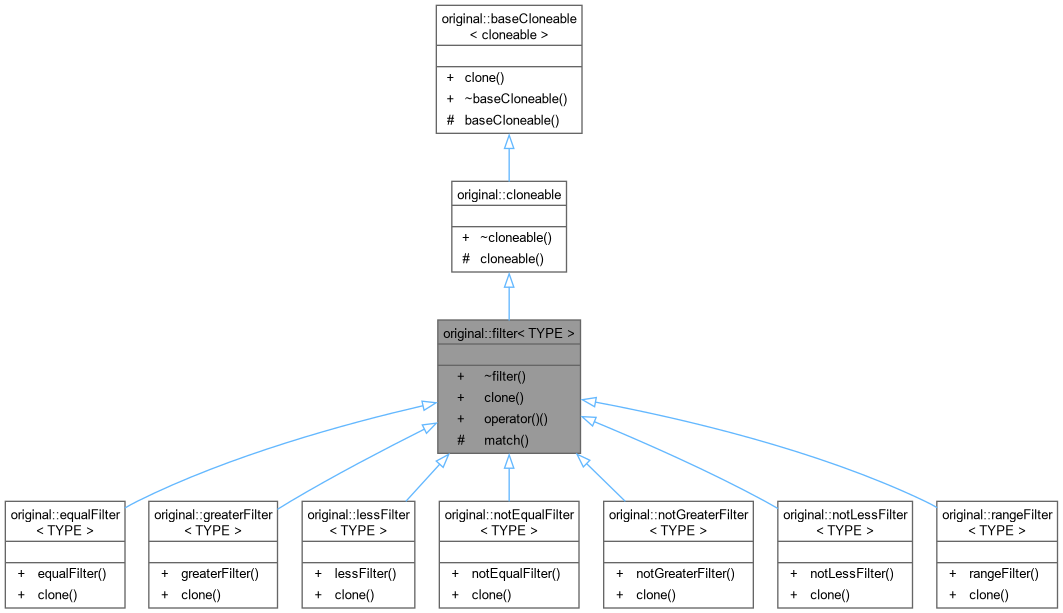 original::baseCloneable
< cloneable >
+ clone()
+ ~baseCloneable()
# baseCloneable()
original::cloneable
+ ~cloneable()
# cloneable()
original::filter< TYPE >
+ ~filter()
+ clone()
+ operator()()
# match()
original::equalFilter
< TYPE >
+ equalFilter()
+ clone()
original::greaterFilter
< TYPE >
+ greaterFilter()
+ clone()
original::lessFilter
< TYPE >
+ lessFilter()
+ clone()
original::notEqualFilter
< TYPE >
+ notEqualFilter()
+ clone()
original::notGreaterFilter
< TYPE >
+ notGreaterFilter()
+ clone()
original::notLessFilter
< TYPE >
+ notLessFilter()
+ clone()
original::rangeFilter
< TYPE >
+ rangeFilter()
+ clone()